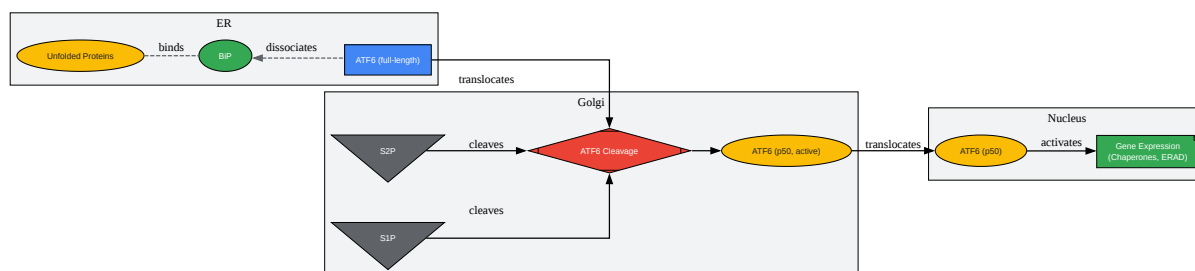 ER
Unfolded Proteins
binds
BiP
dissociates
ATF6 (full-length)
translocates
Golgi
S2P
cleaves
ATF6 Cleavage
ATF6 (p50, active)
cleaves
S1P
translocates
Nucleus
ATF6 (p50)
activates
Gene Expression
(Chaperones, ERAD)